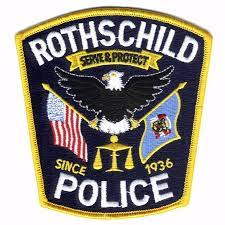 ROTHSCHILD
SERVE & PROTECT
SINCE 1936
POLICE